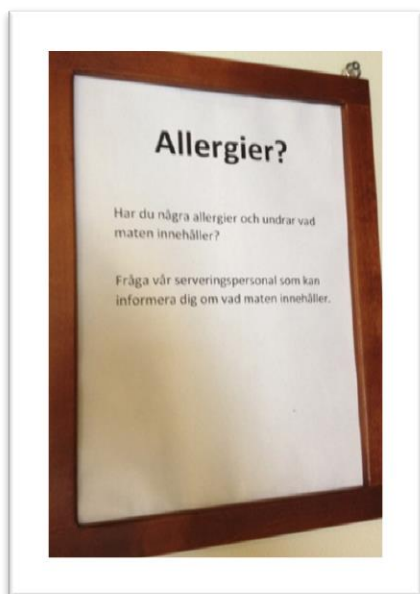 Allergier?
Har du några allergier och undrar vad
maten innehåller?
Fråga vår serveringspersonal som kan
informera dig om vad maten innehåller.